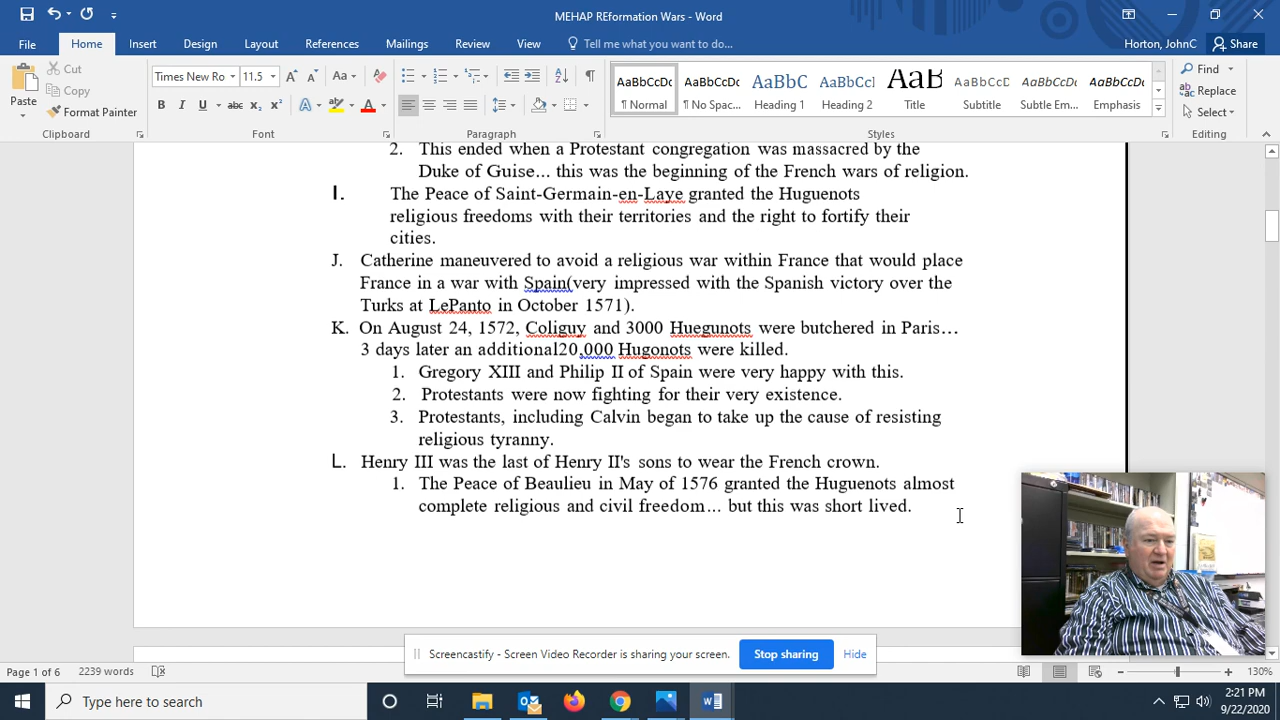 MEHAP REformation Wars - Word
File Home Insert Design Layout References Mailings Review View Tell me what you want to do... Horton, JohnC Share
Paste Cut Copy Format Painter Clipboard
Times New Ro 11.5 Font
Paragraph
AaBbCcDc AaBbCcDc AaBbC AaBbCcI AaB AaBbCcD AaBbCcDc AaBbCcDc
¶ Normal ¶ No Spac... Heading 1 Heading 2 Title Subtitle Subtle Em... Emphasis
Styles
Find Replace Select Editing
2. This ended when a Protestant congregation was massacred by the
Duke of Guise... this was the beginning of the French wars of religion.
I. The Peace of Saint-Germain-en-Laye granted the Huguenots
religious freedoms with their territories and the right to fortify their
cities.
J. Catherine maneuvered to avoid a religious war within France that would place
France in a war with Spain(very impressed with the Spanish victory over the
Turks at LePanto in October 1571).
K. On August 24, 1572, Coliguy and 3000 Huegunots were butchered in Paris…
3 days later an additional20,000 Hugonots were killed.
1. Gregory XIII and Philip II of Spain were very happy with this.
2. Protestants were now fighting for their very existence.
3. Protestants, including Calvin began to take up the cause of resisting
religious tyranny.
L. Henry III was the last of Henry II's sons to wear the French crown.
1. The Peace of Beaulieu in May of 1576 granted the Huguenots almost
complete religious and civil freedom... but this was short lived.
Screencastify - Screen Video Recorder is sharing your screen. Stop sharing Hide
Page 1 of 6 2239 words 130%
Type here to search
2:21 PM
9/22/2020